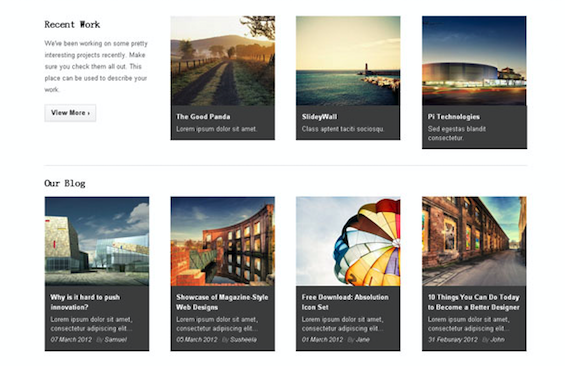 Recent Work
We've been working on some pretty
interesting projects recently. Make
sure you check them all out. This
place can be used to describe your
work.
View More ›
The Good Panda
Lorem ipsum dolor sit amet.
SlideyWall
Class aptent taciti sociosqu.
Pi Technologies
Sed egestas blandit
consectetur.
Our Blog
Why is it hard to push
innovation?
Lorem ipsum dolor sit amet,
consectetur adipiscing elit...
07 March 2012 · By Samuel
Showcase of Magazine-Style
Web Designs
Lorem ipsum dolor sit amet,
consectetur adipiscing elit...
03 March 2012 · By Susheela
Free Download: Absolution
Icon Set
Lorem ipsum dolor sit amet,
consectetur adipiscing elit...
01 March 2012 · By Jane
10 Things You Can Do Today
to Become a Better Designer
Lorem ipsum dolor sit amet,
consectetur adipiscing elit...
31 Feburary 2012 · By John